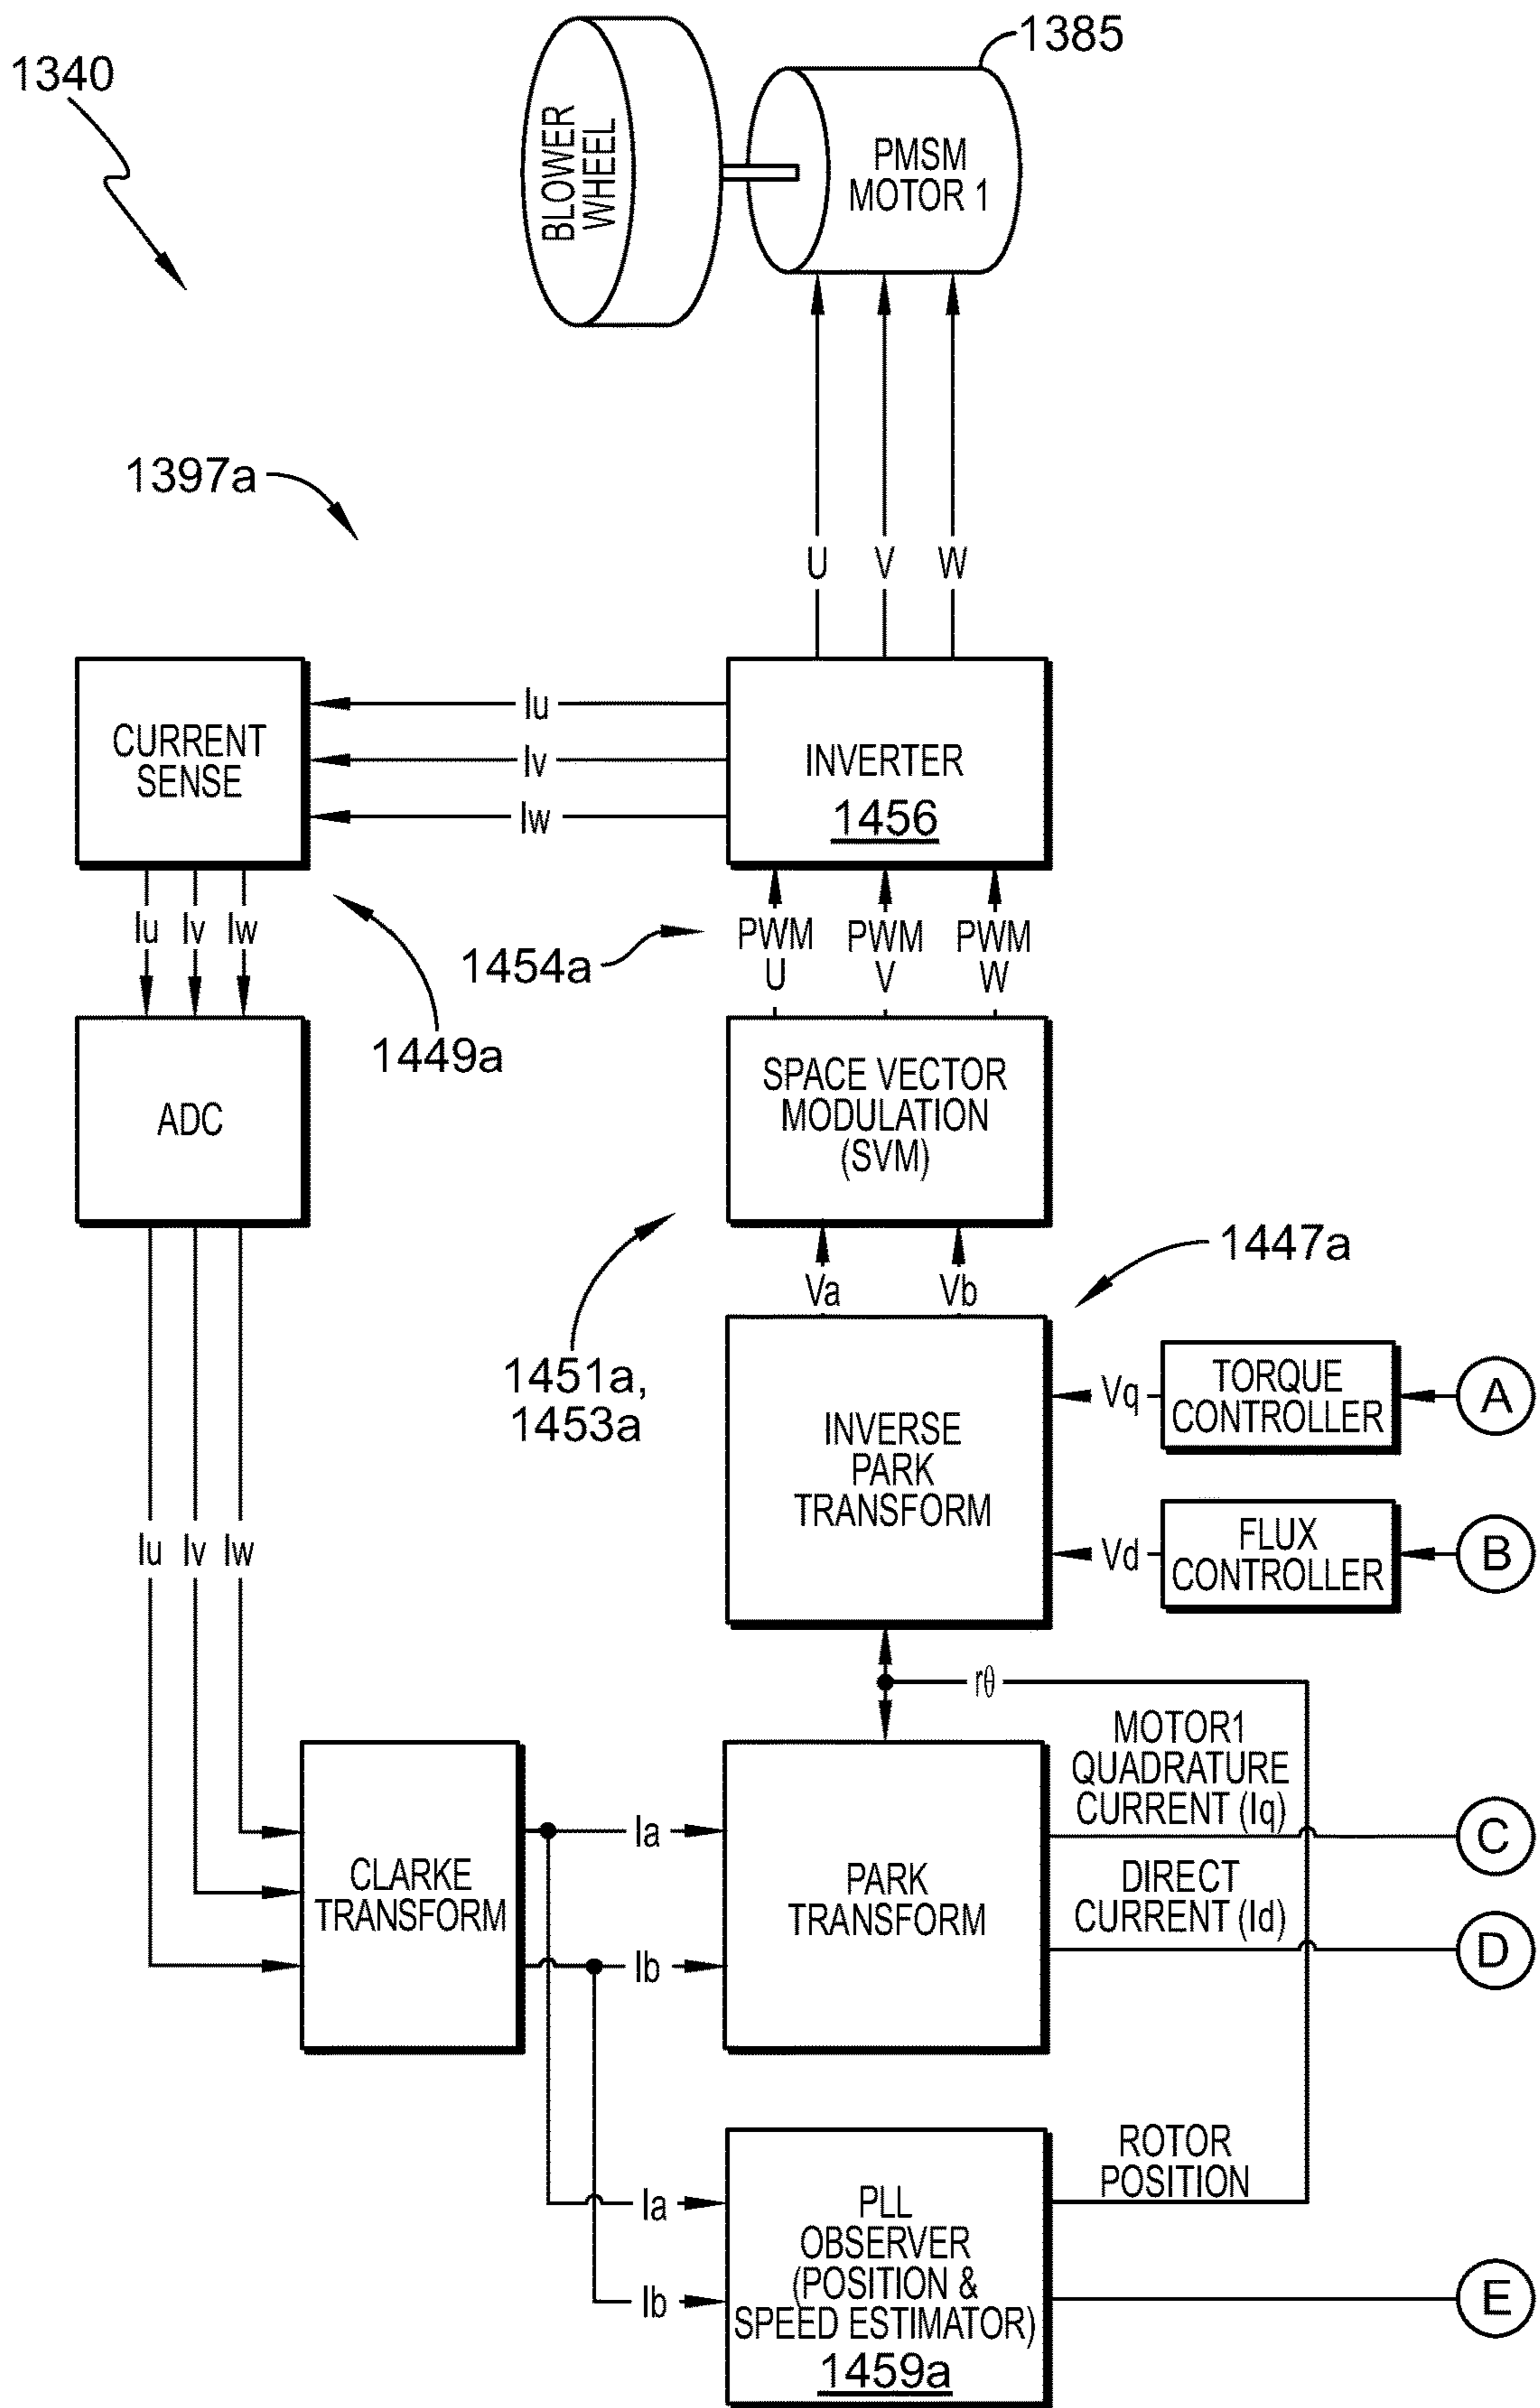 1385
1340
BLOWER
WHEEL
PMSM
MOTOR 1
1397a
U V W
CURRENT
SENSE
Iu
Iv
Iw
INVERTER
1456
Iu Iv Iw
1454a
PWM
U
PWM
V
PWM
W
1449a
ADC
SPACE VECTOR
MODULATION
(SVM)
1447a
Va Vb
1451a,
1453a
INVERSE
PARK
TRANSFORM
Vq
TORQUE
CONTROLLER
A
Vd
FLUX
CONTROLLER
B
Iu Iv Iw
rθ
MOTOR1
QUADRATURE
CURRENT (Iq)
C
CLARKE
TRANSFORM
Ia
Ib
PARK
TRANSFORM
DIRECT
CURRENT (Id)
D
ROTOR
POSITION
Ia
Ib
PLL
OBSERVER
(POSITION &
SPEED ESTIMATOR)
1459a
E